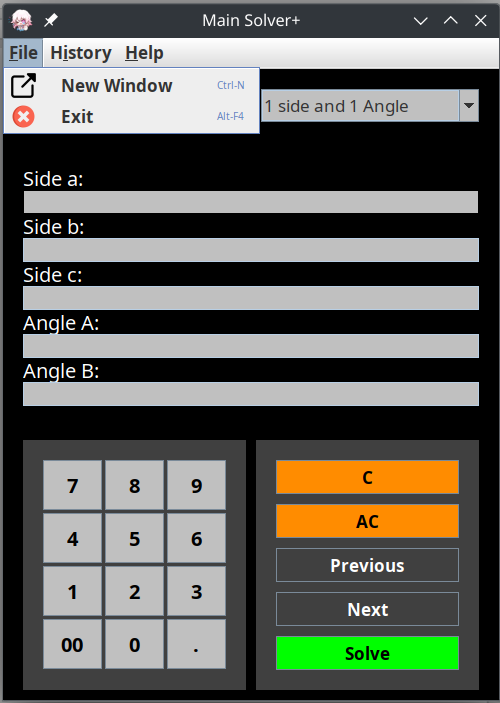 Main Solver+
File History Help
New Window Ctrl-N
Exit Alt-F4
1 side and 1 Angle
Side a:
Side b:
Side c:
Angle A:
Angle B:
7 8 9
4 5 6
1 2 3
00 0 .
C
AC
Previous
Next
Solve